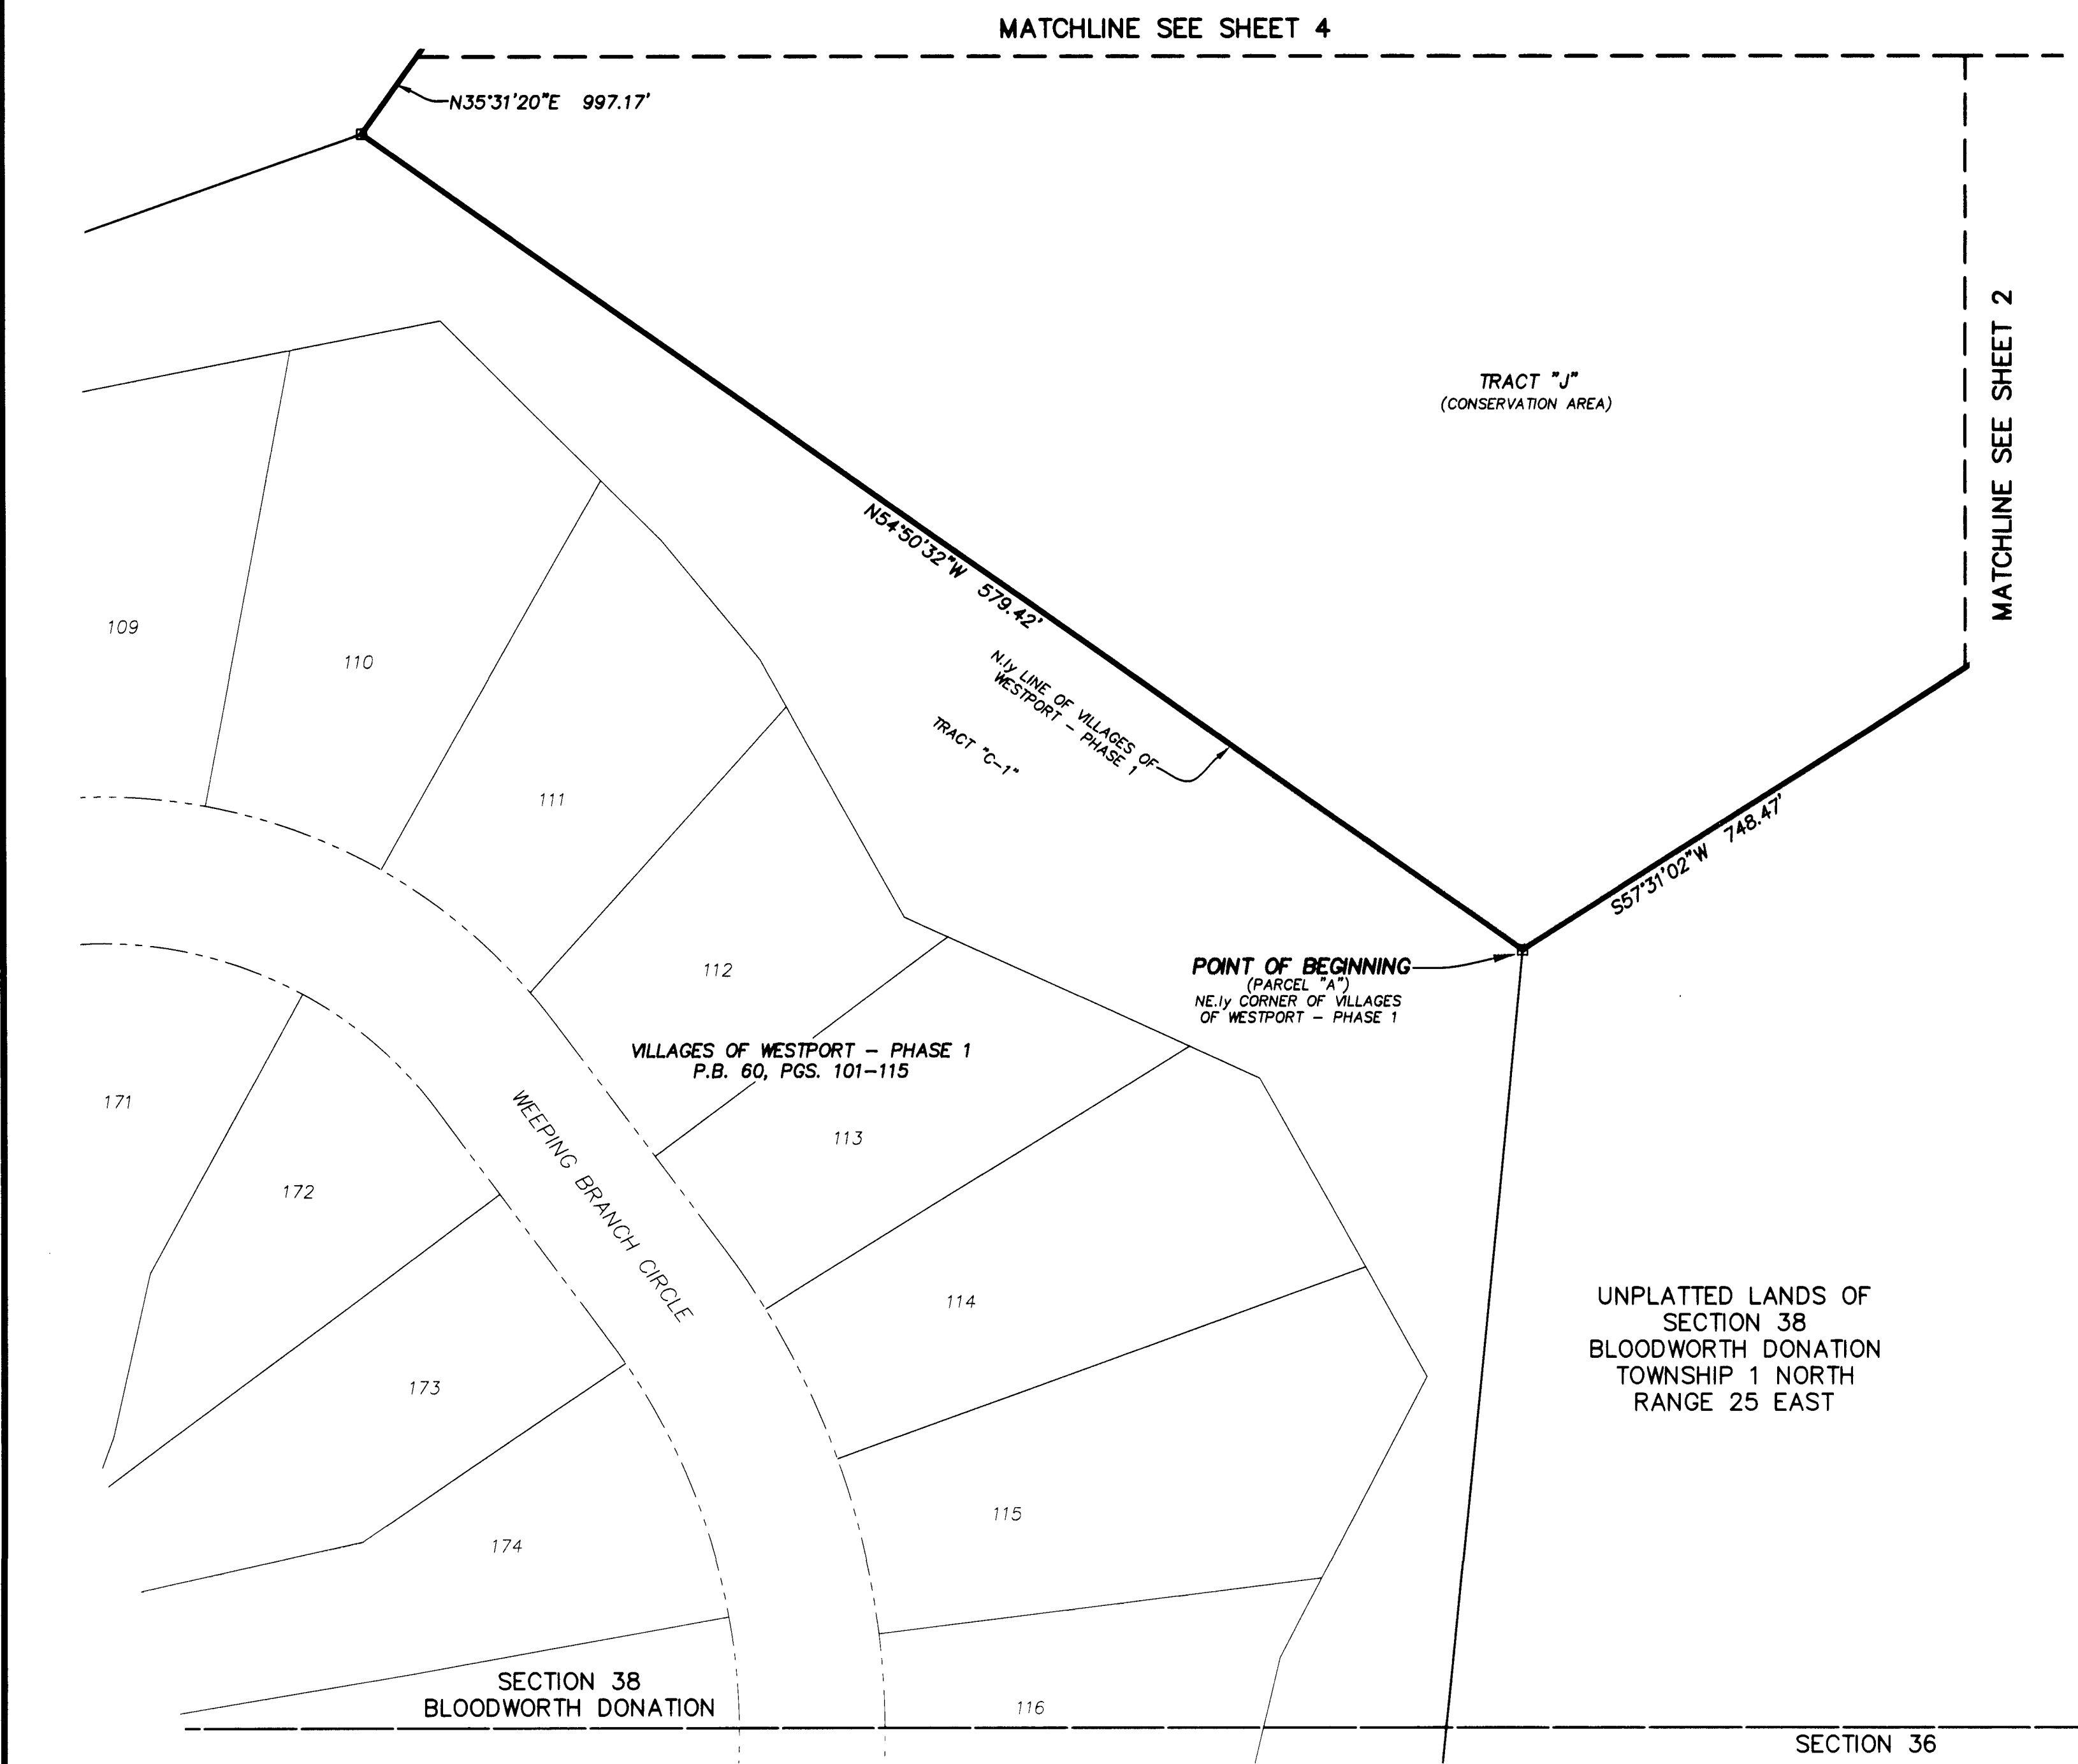 MATCHLINE SEE SHEET 4
N35°31'20"E 997.17'
MATCHLINE SEE SHEET 2
TRACT "J"
(CONSERVATION AREA)
N54°50'32"W 579.42'
109
110
N.ly LINE OF VILLAGES OF
WESTPORT – PHASE 1
TRACT "C-1"
111
S57°31'02"W 748.47'
112
POINT OF BEGINNING
(PARCEL "A")
NE.ly CORNER OF VILLAGES
OF WESTPORT – PHASE 1
VILLAGES OF WESTPORT – PHASE 1
P.B. 60, PGS. 101–115
171
113
WEEPING BRANCH CIRCLE
172
114
UNPLATTED LANDS OF
SECTION 38
BLOODWORTH DONATION
TOWNSHIP 1 NORTH
RANGE 25 EAST
173
115
174
SECTION 38
BLOODWORTH DONATION
116
SECTION 36